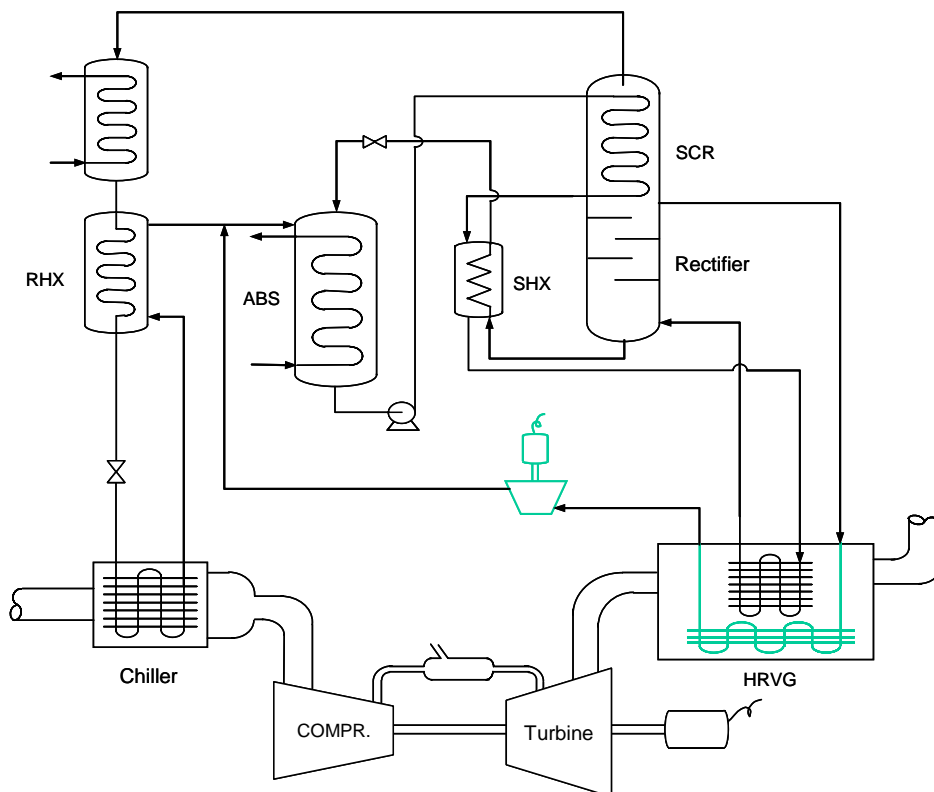 SCR
RHX
ABS
SHX
Rectifier
Chiller
COMPR.
Turbine
HRVG